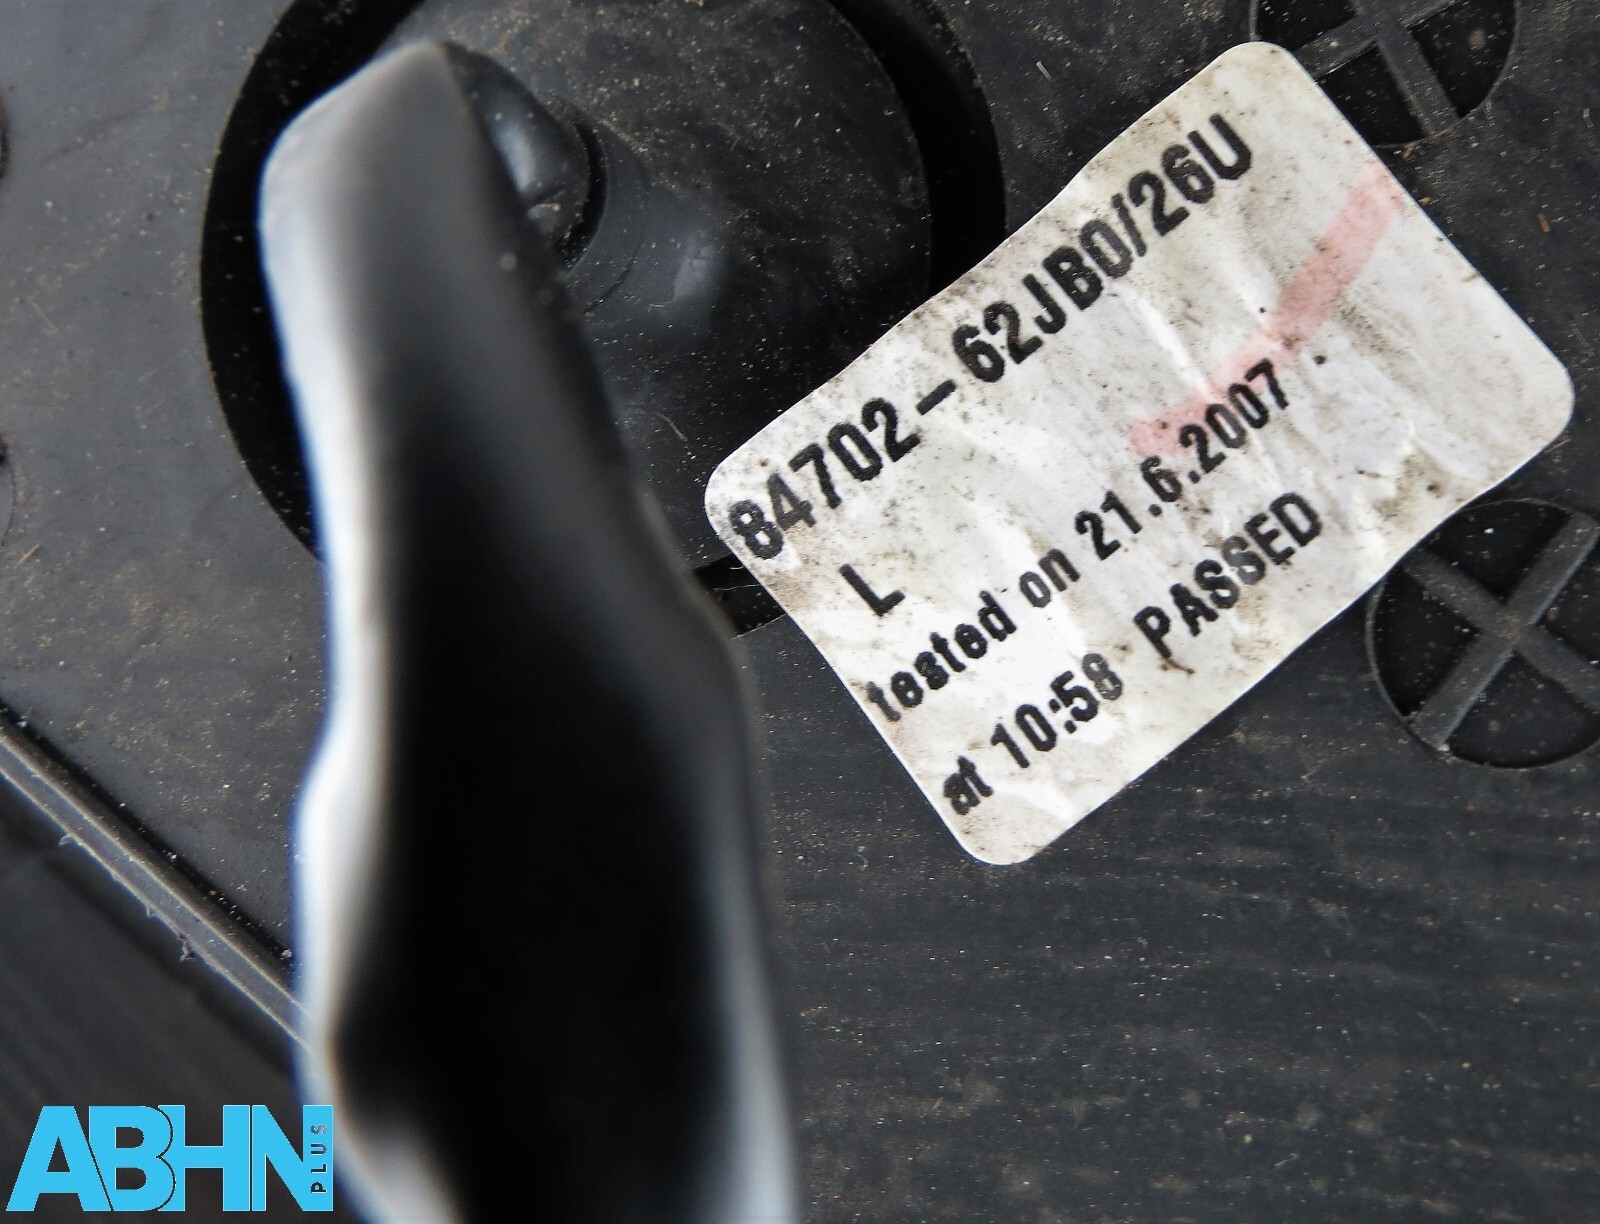 84702-62JB0/26U
L
tested on 21.6.2007
at 10:58 PASSED
ABHN
PLUS